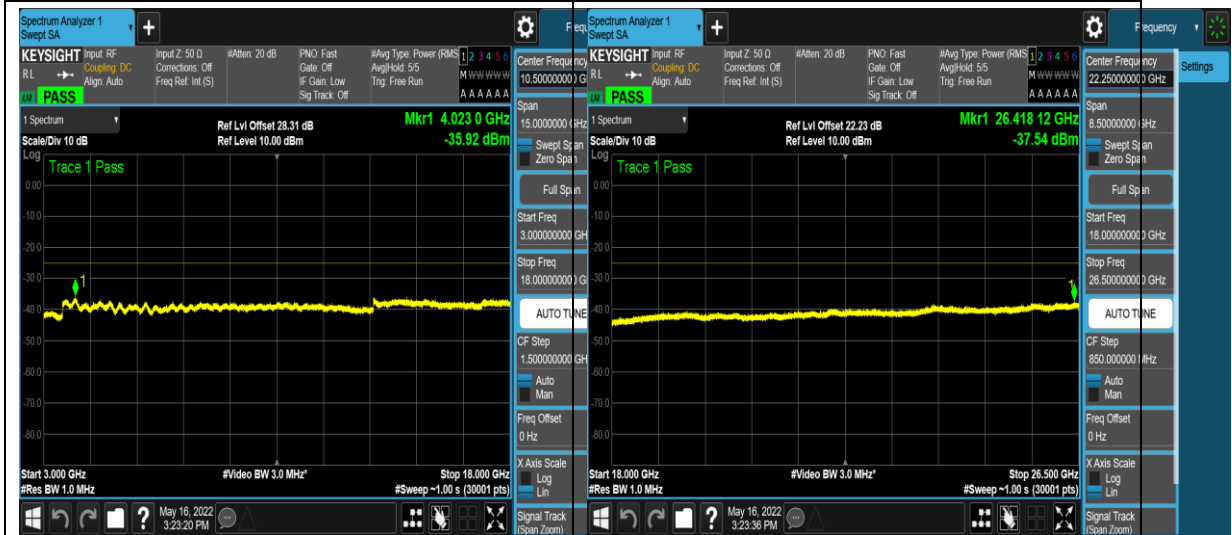 Spectrum Analyzer 1
Swept SA
+
Frequ
KEYSIGHT Input: RF
RL
Coupling: DC
Align: Auto
Input Z: 50 Ω
Corrections: Off
Freq Ref: Int (S)
#Atten: 20 dB
PNO: Fast
Gate: Off
IF Gain: Low
Sig Track: Off
#Avg Type: Power (RMS
Avg|Hold: 5/5
Trig: Free Run
1 2 3 4 5 6
M W W W W W
A A A A A A
PASS
1 Spectrum
Scale/Div 10 dB
Log
Ref Lvl Offset 28.31 dB
Ref Level 10.00 dBm
Mkr1 4.023 0 GHz
-35.92 dBm
Trace 1 Pass
0.00
-10.0
-20.0
-30.0
-40.0
-50.0
-60.0
-70.0
-80.0
1
Start 3.000 GHz
#Res BW 1.0 MHz
#Video BW 3.0 MHz*
Stop 18.000 GHz
#Sweep ~1.00 s (30001 pts)
May 16, 2022
3:23:20 PM
Center Frequency
10.500000000 G
Span
15.0000000 GHz
Swept Span
Zero Span
Full Span
Start Freq
3.000000000 GH
Stop Freq
18.000000000 G
AUTO TUNE
CF Step
1.500000000 GH
Auto
Man
Freq Offset
0 Hz
X Axis Scale
Log
Lin
Signal Track
(Span Zoom)
Spectrum Analyzer 1
Swept SA
+
Frequency
Settings
KEYSIGHT Input: RF
RL
Coupling: DC
Align: Auto
Input Z: 50 Ω
Corrections: Off
Freq Ref: Int (S)
#Atten: 20 dB
PNO: Fast
Gate: Off
IF Gain: Low
Sig Track: Off
#Avg Type: Power (RMS
Avg|Hold: 5/5
Trig: Free Run
1 2 3 4 5 6
M W W W W W
A A A A A A
PASS
1 Spectrum
Scale/Div 10 dB
Log
Ref Lvl Offset 22.23 dB
Ref Level 10.00 dBm
Mkr1 26.418 12 GHz
-37.54 dBm
Trace 1 Pass
0.00
-10.0
-20.0
-30.0
-40.0
-50.0
-60.0
-70.0
-80.0
1
Start 18.000 GHz
#Res BW 1.0 MHz
#Video BW 3.0 MHz*
Stop 26.500 GHz
#Sweep ~1.00 s (30001 pts)
May 16, 2022
3:23:36 PM
Center Frequency
22.250000000 GHz
Span
8.50000000 GHz
Swept Span
Zero Span
Full Span
Start Freq
18.000000000 GHz
Stop Freq
26.500000000 GHz
AUTO TUNE
CF Step
850.000000 MHz
Auto
Man
Freq Offset
0 Hz
X Axis Scale
Log
Lin
Signal Track
(Span Zoom)